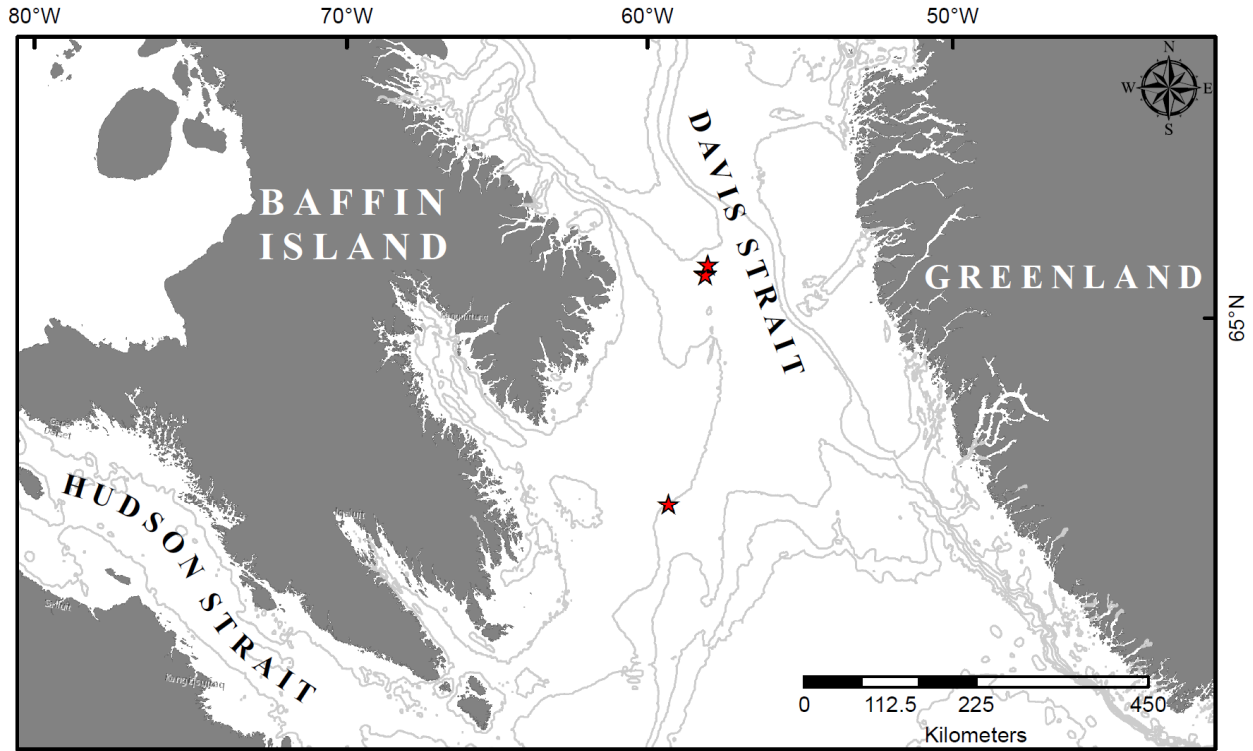 80°W 70°W 60°W 50°W
N
W E
S
BAFFIN
ISLAND
DAVIS STRAIT
GREENLAND
65°N
HUDSON STRAIT
0 112.5 225 450
Kilometers